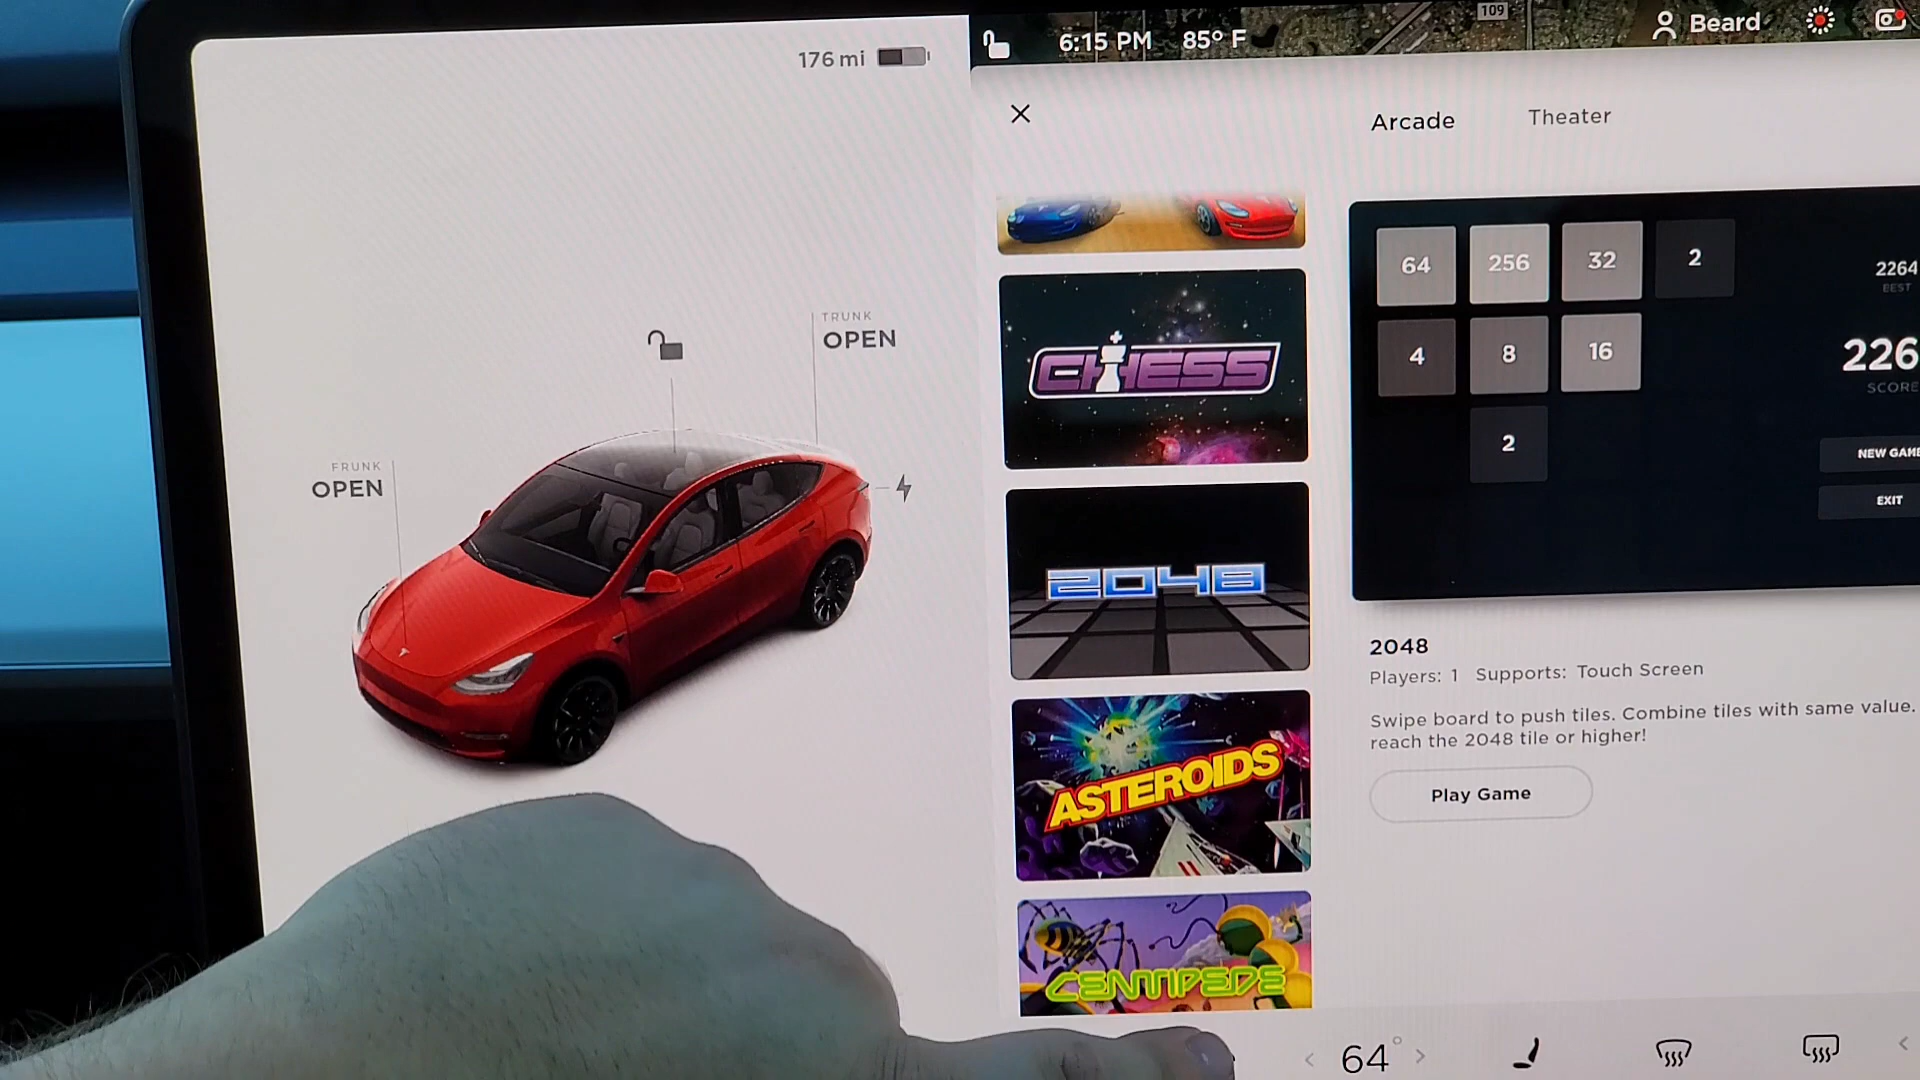 176 mi
6:15 PM 85° F
109
Beard
Arcade
Theater
TRUNK
OPEN
FRUNK
OPEN
CHESS
2048
ASTEROIDS
CENTIPEDE
64 256 32 2
4 8 16
2
2264
BEST
226
SCORE
NEW GAME
EXIT
2048
Players: 1 Supports: Touch Screen
Swipe board to push tiles. Combine tiles with same value.
reach the 2048 tile or higher!
Play Game
64°